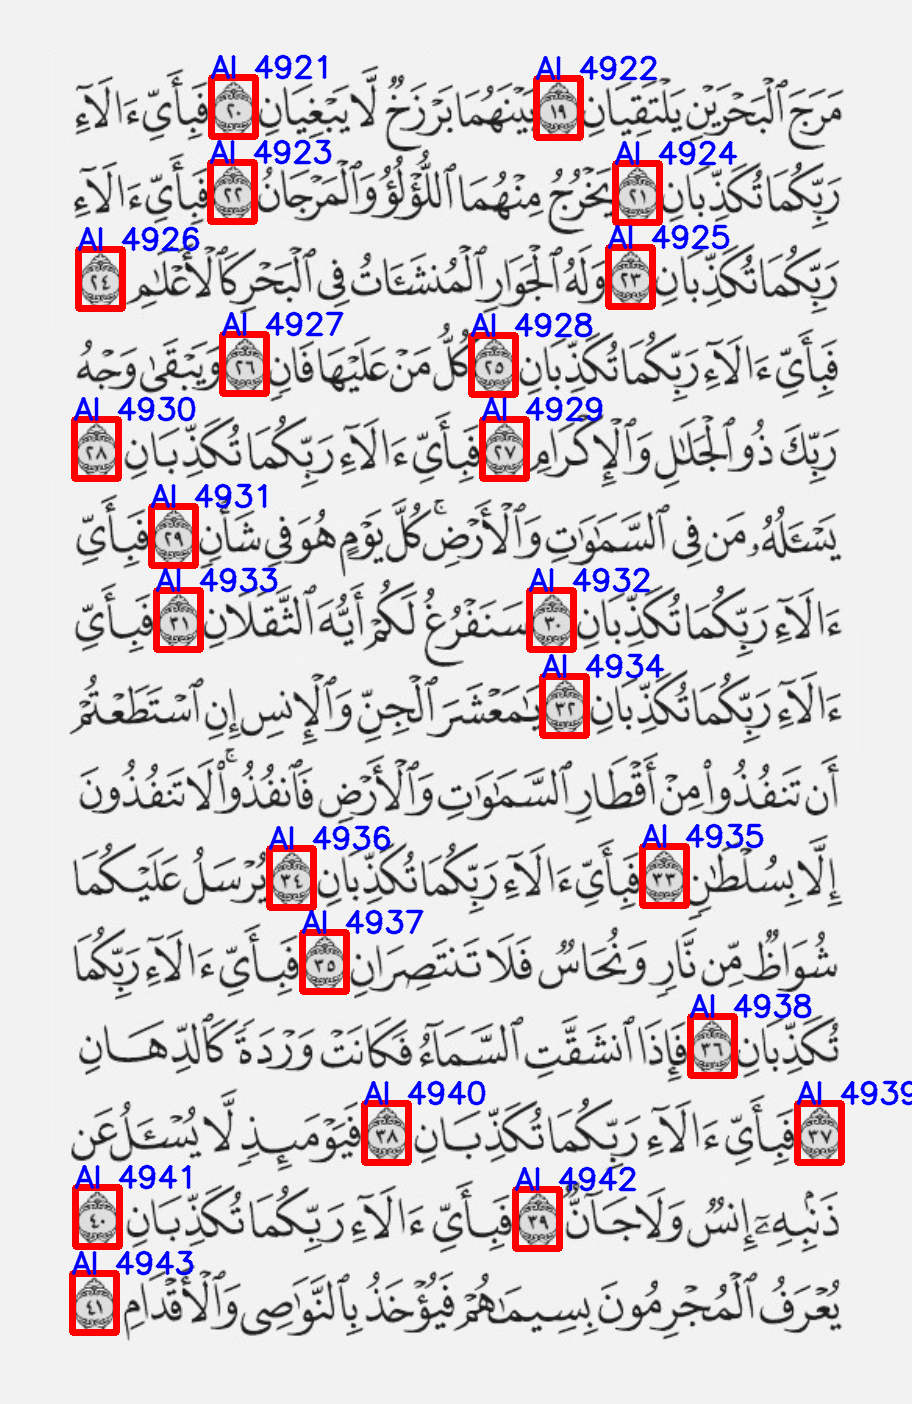 AI 4921 AI 4922
مَرَجَ ٱلْبَحْرَيْنِ يَلْتَقِيَانِ ١٩ بَيْنَهُمَا بَرْزَخٌ لَّا يَبْغِيَانِ ٢٠ فَبِأَىِّ ءَالَآءِ
AI 4923 AI 4924
رَبِّكُمَا تُكَذِّبَانِ ٢١ يَخْرُجُ مِنْهُمَا ٱللُّؤْلُؤُ وَٱلْمَرْجَانُ ٢٢ فَبِأَىِّ ءَالَآءِ
AI 4926 AI 4925
رَبِّكُمَا تُكَذِّبَانِ ٢٣ وَلَهُ ٱلْجَوَارِ ٱلْمُنشَـَٔاتُ فِى ٱلْبَحْرِ كَٱلْأَعْلَـٰمِ ٢٤
AI 4927 AI 4928
فَبِأَىِّ ءَالَآءِ رَبِّكُمَا تُكَذِّبَانِ ٢٥ كُلُّ مَنْ عَلَيْهَا فَانٍ ٢٦ وَيَبْقَىٰ وَجْهُ
AI 4930 AI 4929
رَبِّكَ ذُو ٱلْجَلَـٰلِ وَٱلْإِكْرَامِ ٢٧ فَبِأَىِّ ءَالَآءِ رَبِّكُمَا تُكَذِّبَانِ ٢٨
AI 4931
يَسْـَٔلُهُۥ مَن فِى ٱلسَّمَـٰوَٰتِ وَٱلْأَرْضِ ۚ كُلَّ يَوْمٍ هُوَ فِى شَأْنٍ ٢٩ فَبِأَىِّ
AI 4933 AI 4932
ءَالَآءِ رَبِّكُمَا تُكَذِّبَانِ ٣٠ سَنَفْرُغُ لَكُمْ أَيُّهَ ٱلثَّقَلَانِ ٣١ فَبِأَىِّ
AI 4934
ءَالَآءِ رَبِّكُمَا تُكَذِّبَانِ ٣٢ يَـٰمَعْشَرَ ٱلْجِنِّ وَٱلْإِنسِ إِنِ ٱسْتَطَعْتُمْ
أَن تَنفُذُوا۟ مِنْ أَقْطَارِ ٱلسَّمَـٰوَٰتِ وَٱلْأَرْضِ فَٱنفُذُوا۟ ۚ لَا تَنفُذُونَ
AI 4936 AI 4935
إِلَّا بِسُلْطَـٰنٍ ٣٣ فَبِأَىِّ ءَالَآءِ رَبِّكُمَا تُكَذِّبَانِ ٣٤ يُرْسَلُ عَلَيْكُمَا
AI 4937
شُوَاظٌ مِّن نَّارٍ وَنُحَاسٌ فَلَا تَنتَصِرَانِ ٣٥ فَبِأَىِّ ءَالَآءِ رَبِّكُمَا
AI 4938
تُكَذِّبَانِ ٣٦ فَإِذَا ٱنشَقَّتِ ٱلسَّمَآءُ فَكَانَتْ وَرْدَةً كَٱلدِّهَانِ
AI 4940 AI 4939
٣٧ فَبِأَىِّ ءَالَآءِ رَبِّكُمَا تُكَذِّبَانِ ٣٨ فَيَوْمَئِذٍ لَّا يُسْـَٔلُ عَن
AI 4941 AI 4942
ذَنۢبِهِۦٓ إِنسٌ وَلَا جَآنٌّ ٣٩ فَبِأَىِّ ءَالَآءِ رَبِّكُمَا تُكَذِّبَانِ ٤٠
AI 4943
يُعْرَفُ ٱلْمُجْرِمُونَ بِسِيمَـٰهُمْ فَيُؤْخَذُ بِٱلنَّوَٰصِى وَٱلْأَقْدَامِ ٤١